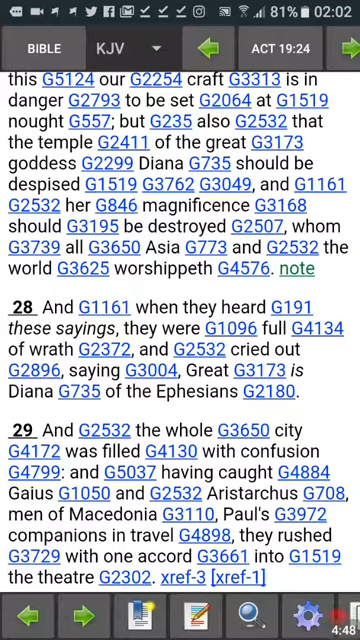 81% 02:02
BIBLE KJV ACT 19:24
this G5124 our G2254 craft G3313 is in
danger G2793 to be set G2064 at G1519
nought G557; but G235 also G2532 that
the temple G2411 of the great G3173
goddess G2299 Diana G735 should be
despised G1519 G3762 G3049, and G1161
G2532 her G846 magnificence G3168
should G3195 be destroyed G2507, whom
G3739 all G3650 Asia G773 and G2532 the
world G3625 worshippeth G4576. note
28 And G1161 when they heard G191
these sayings, they were G1096 full G4134
of wrath G2372, and G2532 cried out
G2896, saying G3004, Great G3173 is
Diana G735 of the Ephesians G2180.
29 And G2532 the whole G3650 city
G4172 was filled G4130 with confusion
G4799: and G5037 having caught G4884
Gaius G1050 and G2532 Aristarchus G708,
men of Macedonia G3110, Paul's G3972
companions in travel G4898, they rushed
G3729 with one accord G3661 into G1519
the theatre G2302. xref-3 [xref-1]
4:48